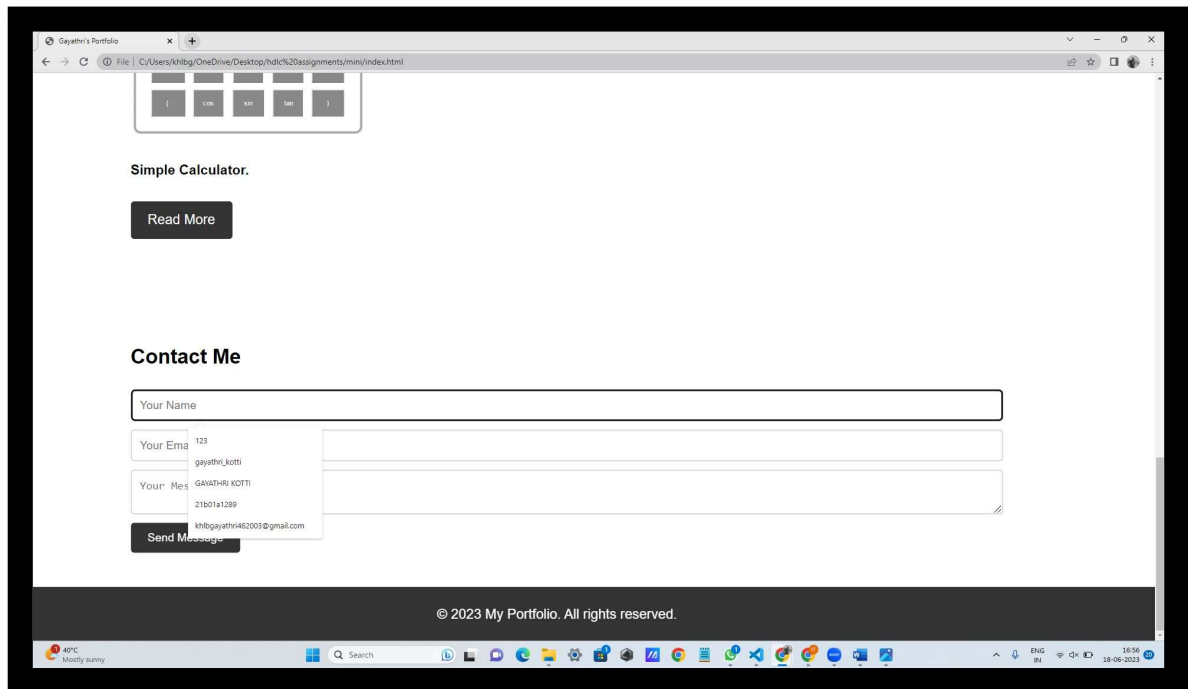 Gayathri's Portfolio
File | C:/Users/khlbg/OneDrive/Desktop/hdlc%20assignments/mini/index.html
( cos sin tan )
Simple Calculator.
Read More
Contact Me
Your Name
Your Ema
123
gayathri_kotti
Your Mes
GAYATHRI KOTTI
21b01a1289
khlbgayathri462003@gmail.com
Send Message
© 2023 My Portfolio. All rights reserved.
40°C
Mostly sunny
Search
ENG
IN
16:56
18-06-2023
20